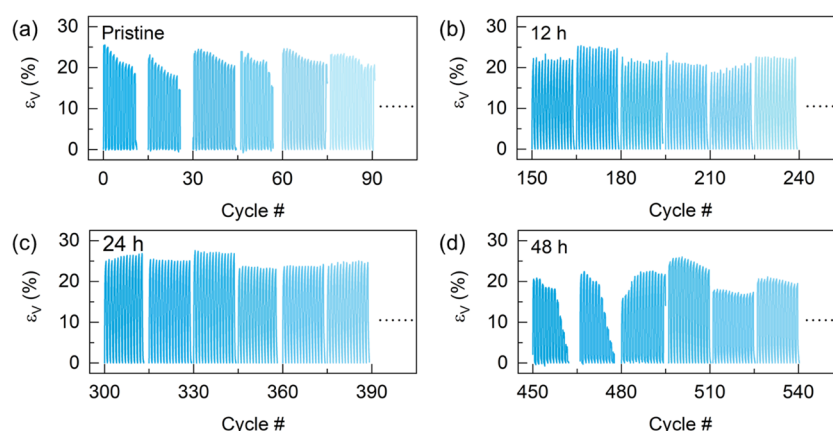 (a) Pristine
30
20
10
0
εV (%)
0 30 60 90
Cycle #
......
(b) 12 h
30
20
10
0
εV (%)
150 180 210 240
Cycle #
......
(c) 24 h
30
20
10
0
εV (%)
300 330 360 390
Cycle #
......
(d) 48 h
30
20
10
0
εV (%)
450 480 510 540
Cycle #
......